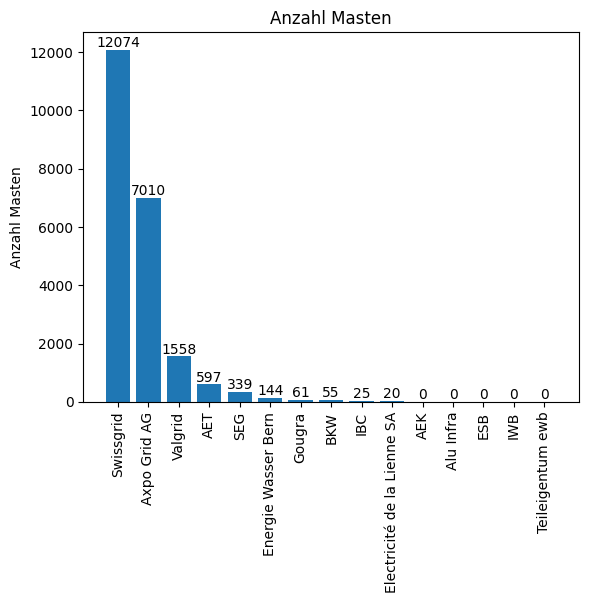 Anzahl Masten
Anzahl Masten
12000
10000
8000
6000
4000
2000
0
12074
7010
1558
597
339
144
61
55
25
20
0
0
0
0
0
Swissgrid
Axpo Grid AG
Valgrid
AET
SEG
Energie Wasser Bern
Gougra
BKW
IBC
Electricité de la Lienne SA
AEK
Alu Infra
ESB
IWB
Teileigentum ewb